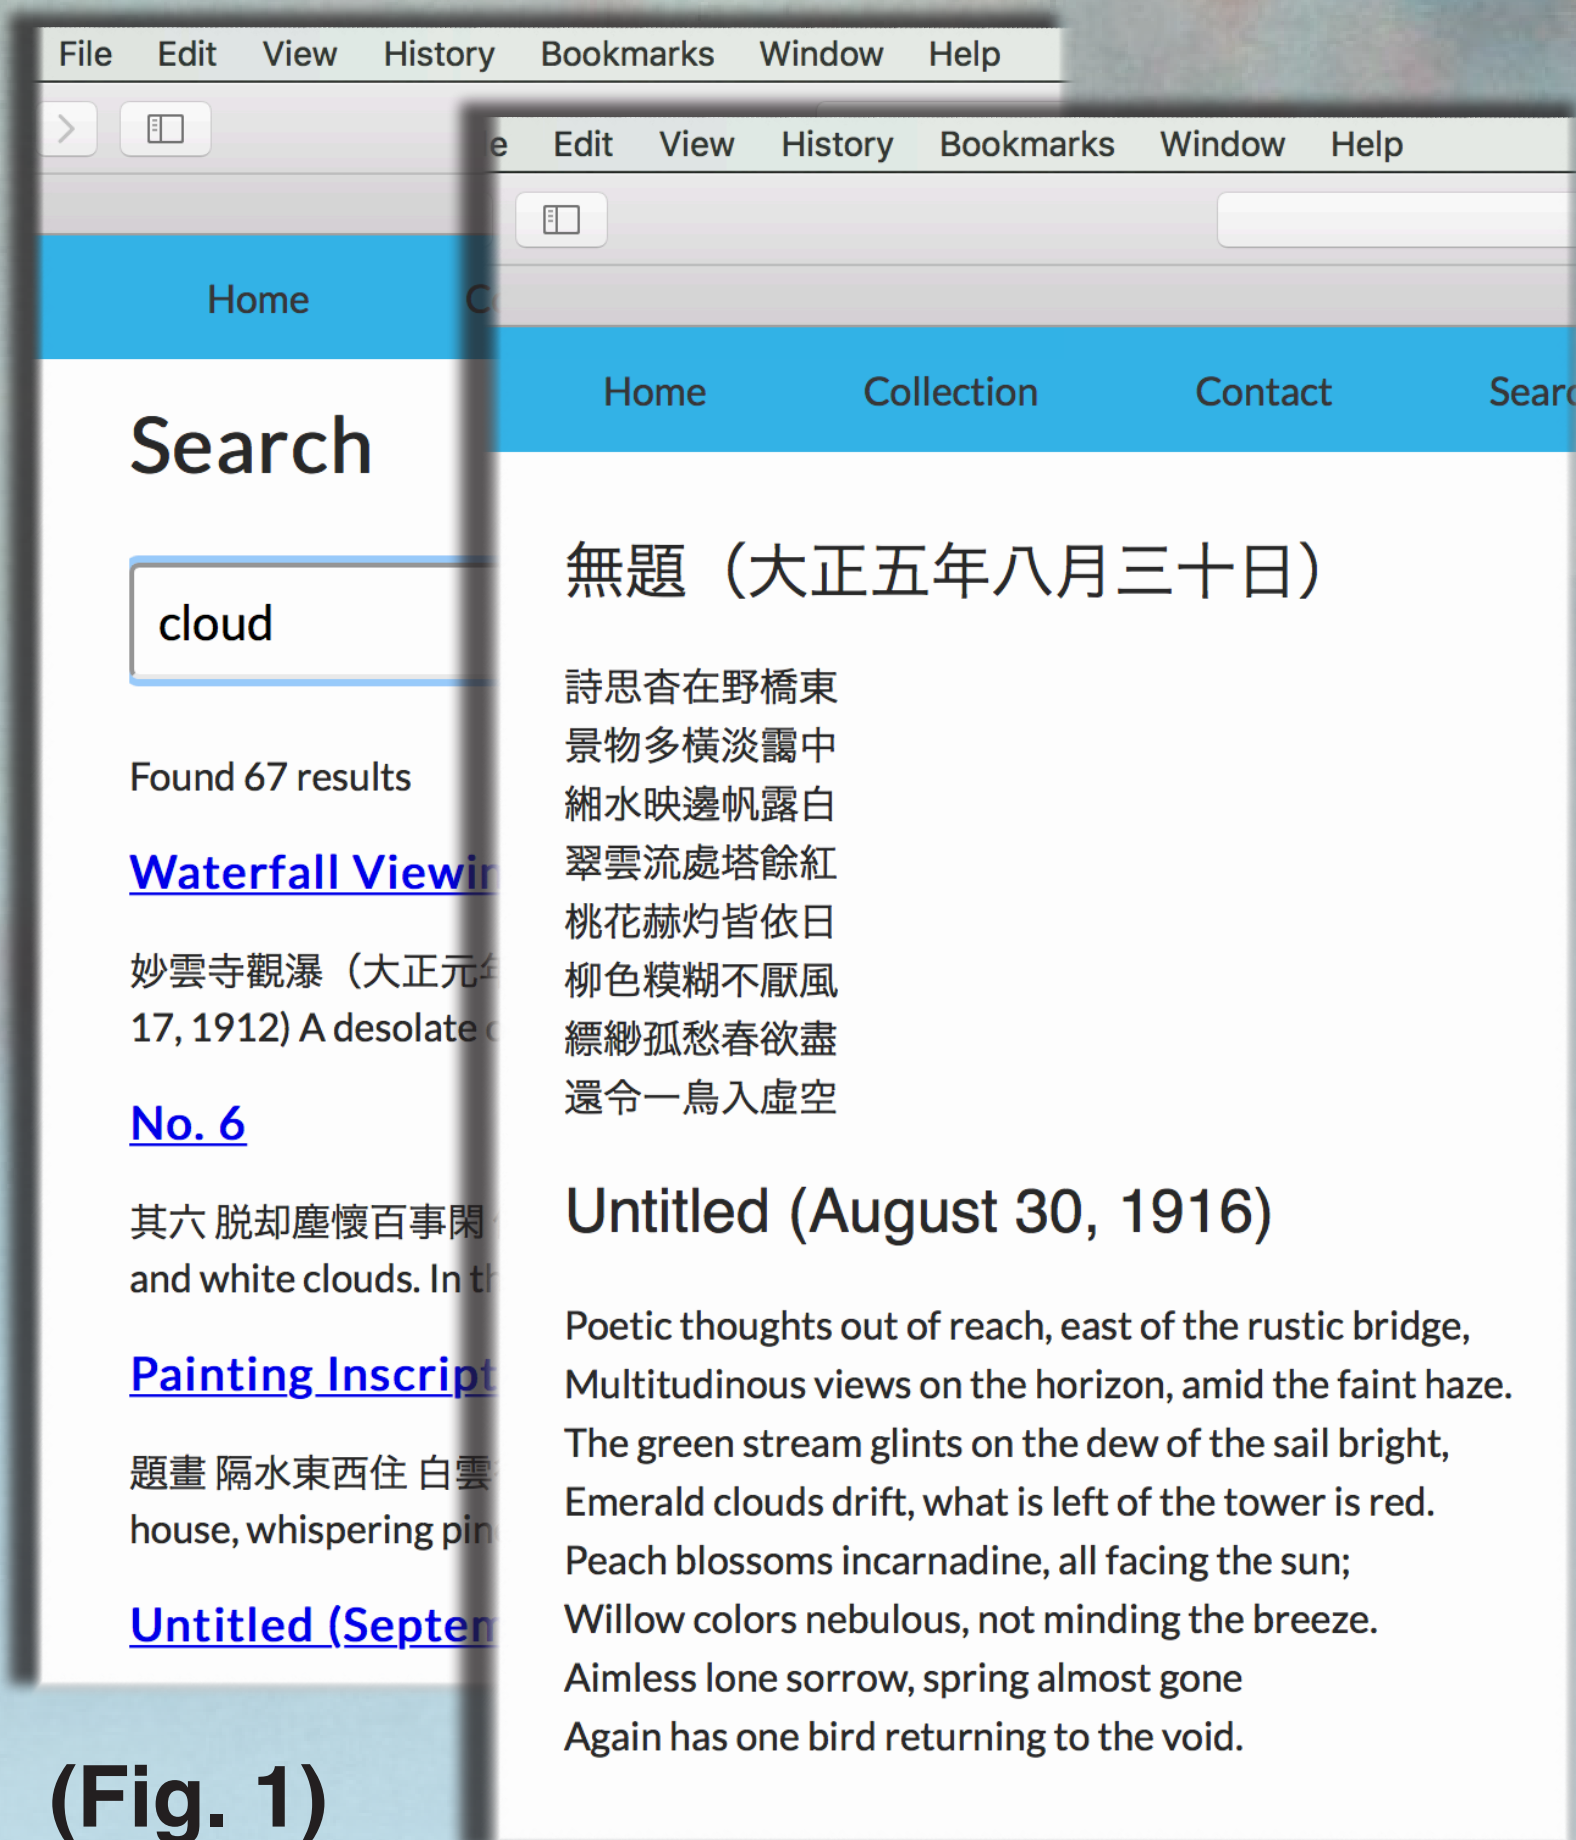 File Edit View History Bookmarks Window Help
Home
Search
cloud
Found 67 results
Waterfall
妙雲寺觀瀑（大正元年
17, 1912) A desolate
No. 6
其六 脱却塵懷百事閑
and white clouds. In
Painting
題畫 隔水東西住 白雲
house, whispering
Untitled
(Fig. 1)
Edit View History Bookmarks Window Help
Home Collection Contact
無題（大正五年八月三十日）
詩思杳在野橋東
景物多橫淡靄中
緗水映邊帆露白
翠雲流處塔餘紅
桃花赫灼皆依日
柳色糢糊不厭風
縹緲孤愁春欲盡
還令一鳥入虛空
Untitled (August 30, 1916)
Poetic thoughts out of reach, east of the rustic bridge,
Multitudinous views on the horizon, amid the faint haze.
The green stream glints on the dew of the sail bright,
Emerald clouds drift, what is left of the tower is red.
Peach blossoms incarnadine, all facing the sun;
Willow colors nebulous, not minding the breeze.
Aimless lone sorrow, spring almost gone
Again has one bird returning to the void.